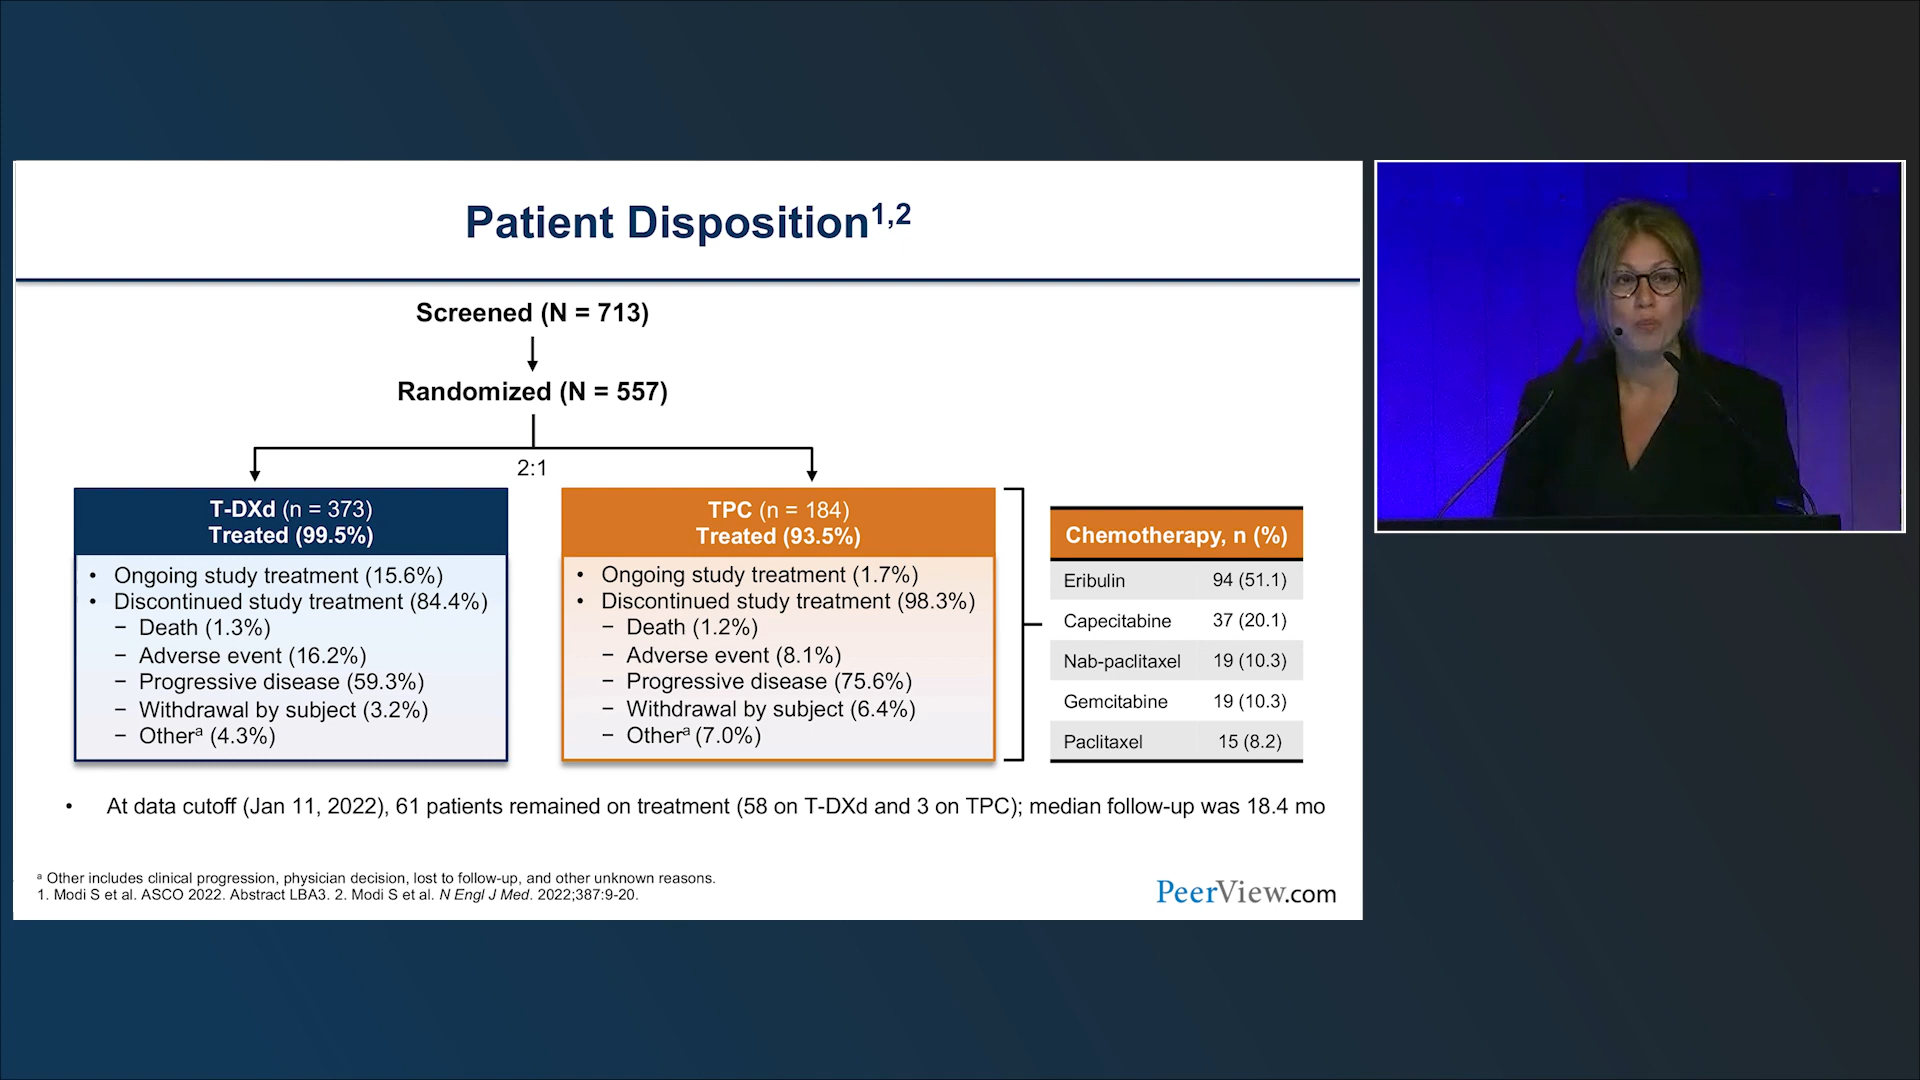 Patient Disposition1,2
Screened (N = 713)
Randomized (N = 557)
2:1
T-DXd (n = 373)
Treated (99.5%)
• Ongoing study treatment (15.6%)
• Discontinued study treatment (84.4%)
− Death (1.3%)
− Adverse event (16.2%)
− Progressive disease (59.3%)
− Withdrawal by subject (3.2%)
− Otherᵃ (4.3%)
TPC (n = 184)
Treated (93.5%)
• Ongoing study treatment (1.7%)
• Discontinued study treatment (98.3%)
− Death (1.2%)
− Adverse event (8.1%)
− Progressive disease (75.6%)
− Withdrawal by subject (6.4%)
− Otherᵃ (7.0%)
Chemotherapy, n (%)
Eribulin 94 (51.1)
Capecitabine 37 (20.1)
Nab-paclitaxel 19 (10.3)
Gemcitabine 19 (10.3)
Paclitaxel 15 (8.2)
• At data cutoff (Jan 11, 2022), 61 patients remained on treatment (58 on T-DXd and 3 on TPC); median follow-up was 18.4 mo
ᵃ Other includes clinical progression, physician decision, lost to follow-up, and other unknown reasons.
1. Modi S et al. ASCO 2022. Abstract LBA3. 2. Modi S et al. N Engl J Med. 2022;387:9-20.
PeerView.com